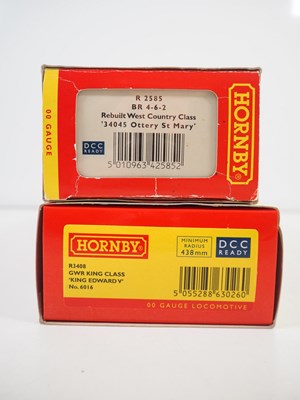 00 GAUGE
R 2585
BR 4-6-2
Rebuilt West Country Class
'34045 Ottery St Mary'
DCC
READY
5 010963 425852
HORNBY
HORNBY
R3408
GWR KING CLASS
'KING EDWARD V'
No. 6016
MINIMUM
RADIUS
438mm
DCC
READY
5 055288 630260
00 GAUGE LOCOMOTIVE